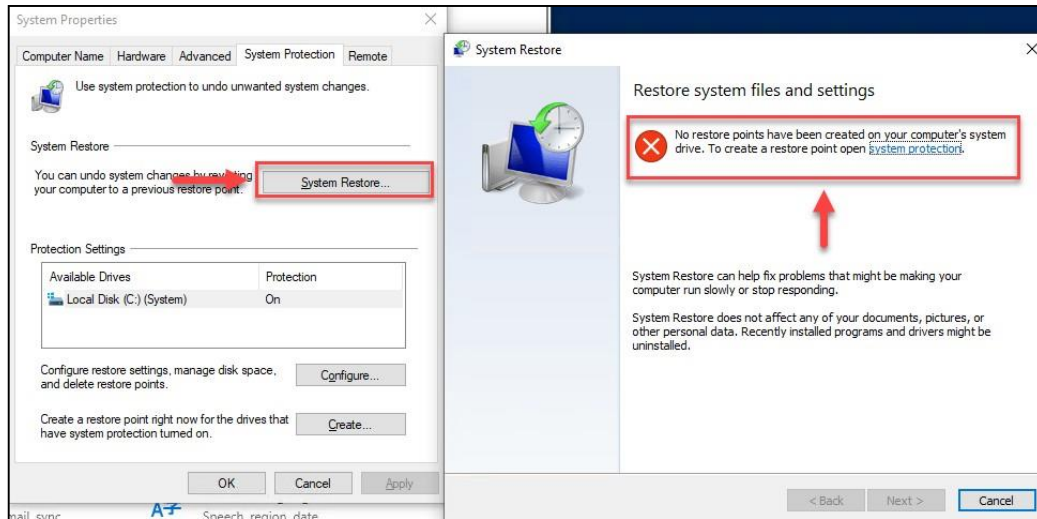 System Properties
Computer Name Hardware Advanced System Protection Remote
Use system protection to undo unwanted system changes.
System Restore
You can undo system changes by reverting
your computer to a previous restore point.
System Restore...
Protection Settings
Available Drives Protection
Local Disk (C:) (System) On
Configure restore settings, manage disk space,
and delete restore points.
Configure...
Create a restore point right now for the drives that
have system protection turned on.
Create...
OK Cancel Apply
mail sync
A字
Speech, region, date
System Restore
Restore system files and settings
No restore points have been created on your computer's system
drive. To create a restore point open system protection.
System Restore can help fix problems that might be making your
computer run slowly or stop responding.
System Restore does not affect any of your documents, pictures, or
other personal data. Recently installed programs and drivers might be
uninstalled.
< Back Next > Cancel